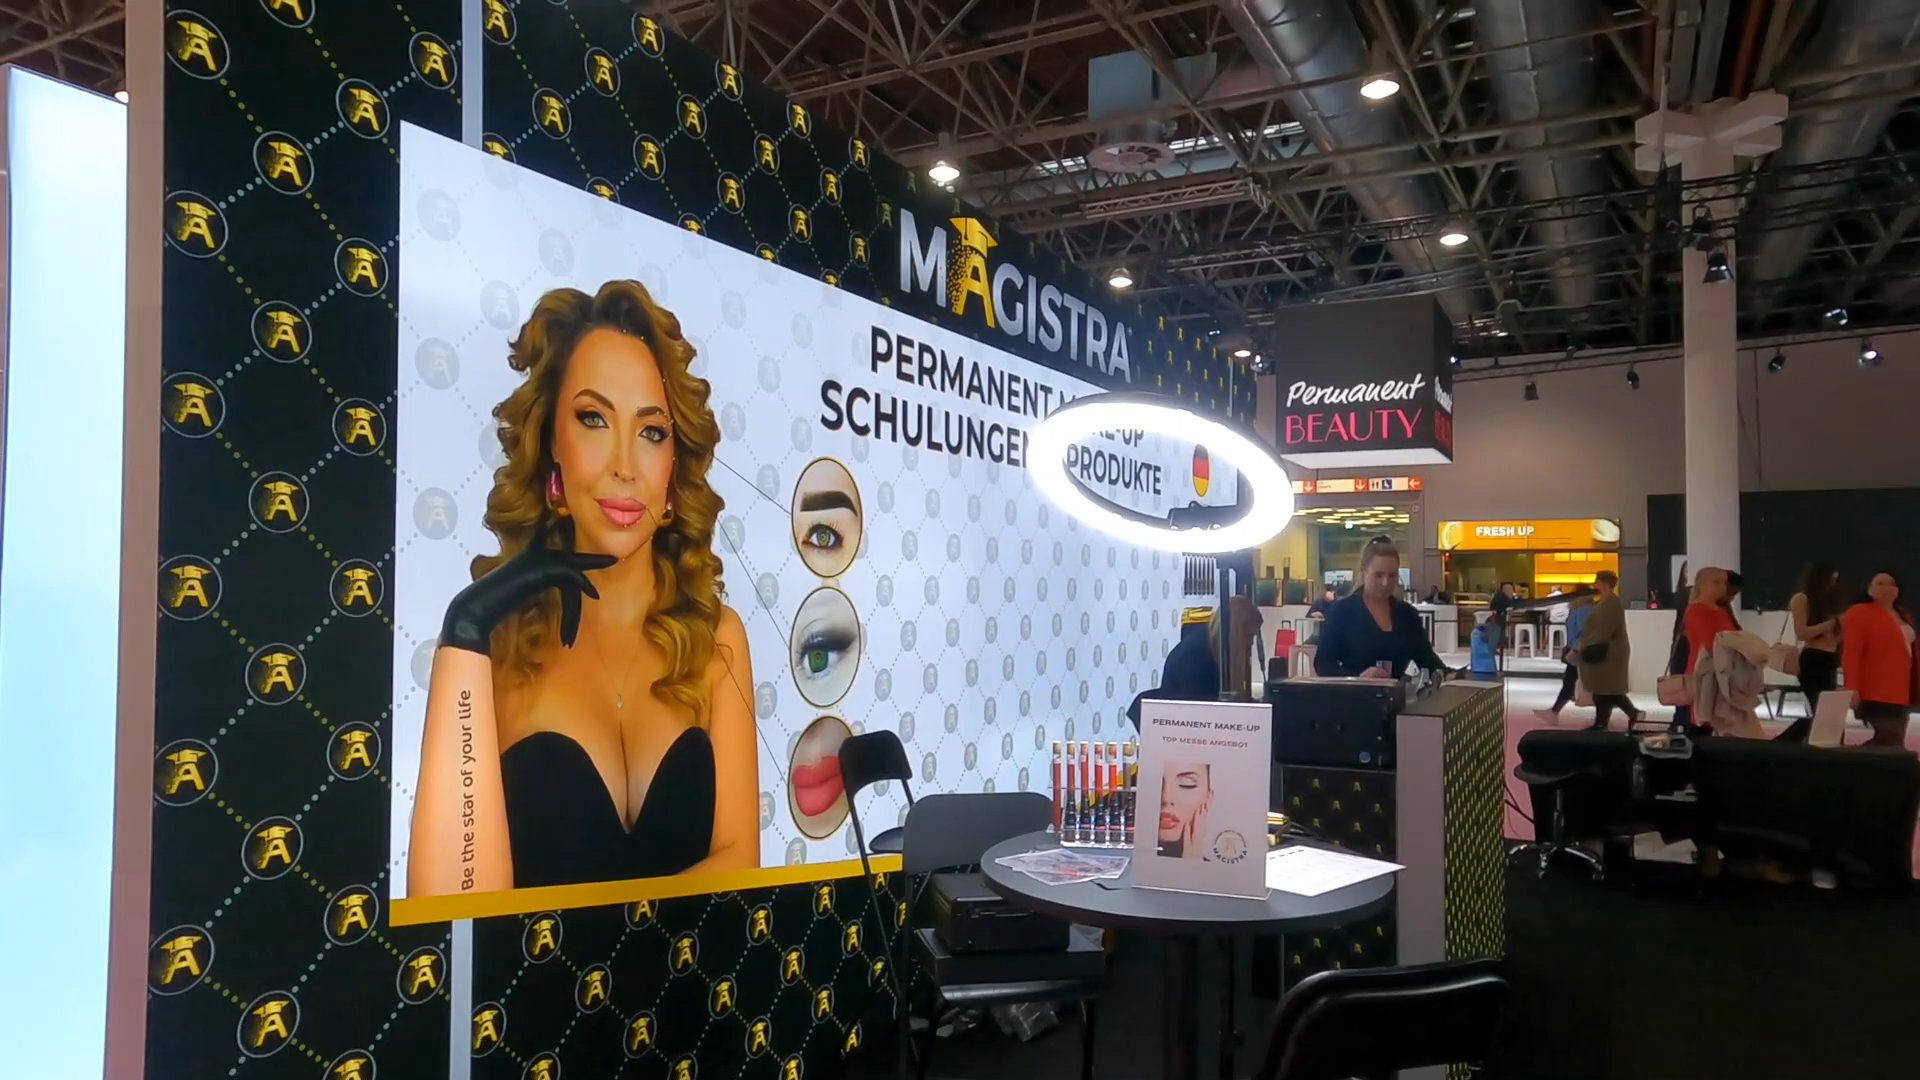 MAGISTRA
PERMANENT MAKE-UP
SCHULUNGEN PRODUKTE
Be the star of your life
Permanent
BEAUTY
FRESH UP
PERMANENT MAKE-UP
TOP MESSE ANGEBOT
MAGISTRA